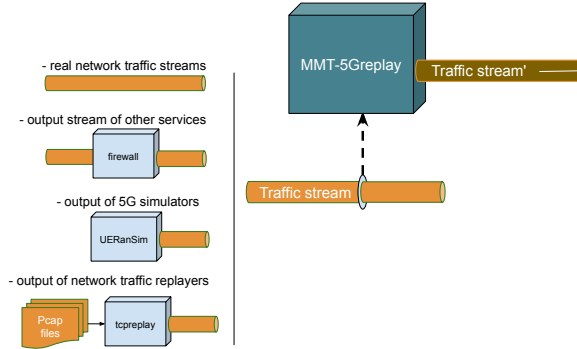 - real network traffic streams
- output stream of other services
firewall
- output of 5G simulators
UERanSim
- output of network traffic replayers
Pcap
files
tcpreplay
MMT-5Greplay
Traffic stream'
Traffic stream